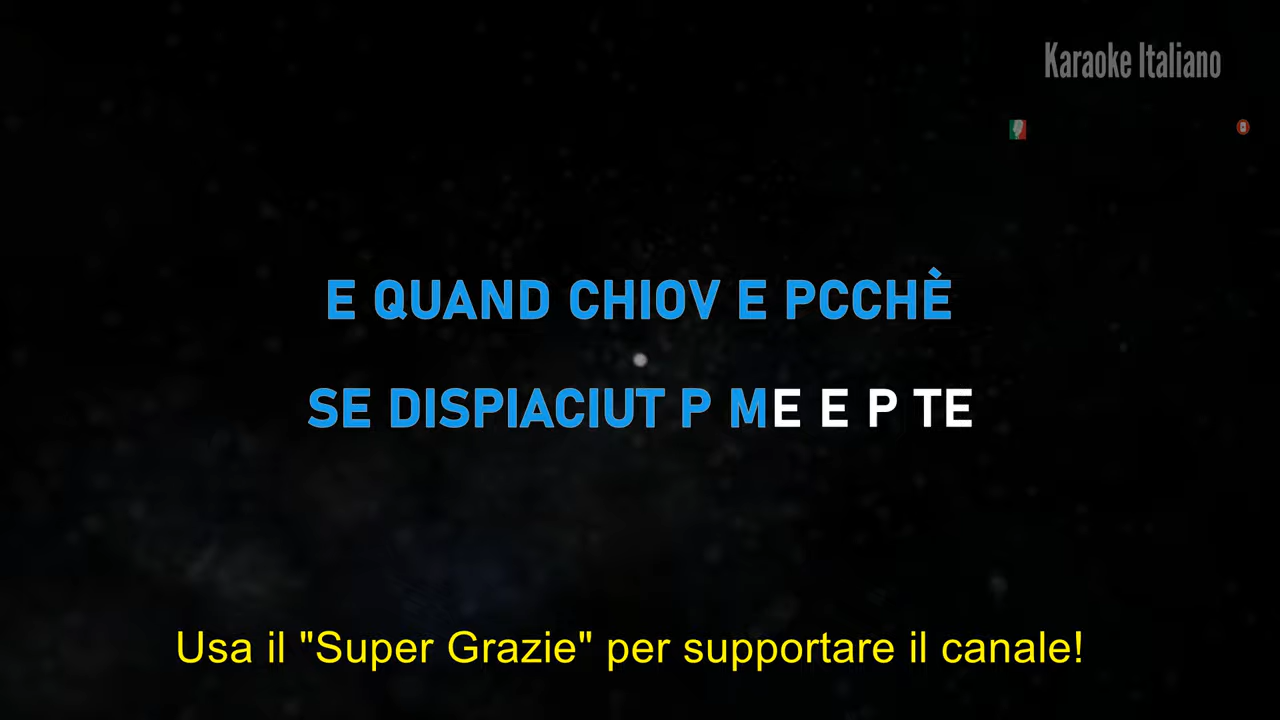 Karaoke Italiano
E QUAND CHIOV E PCCHÈ
SE DISPIACIUT P ME E P TE
Usa il "Super Grazie" per supportare il canale!